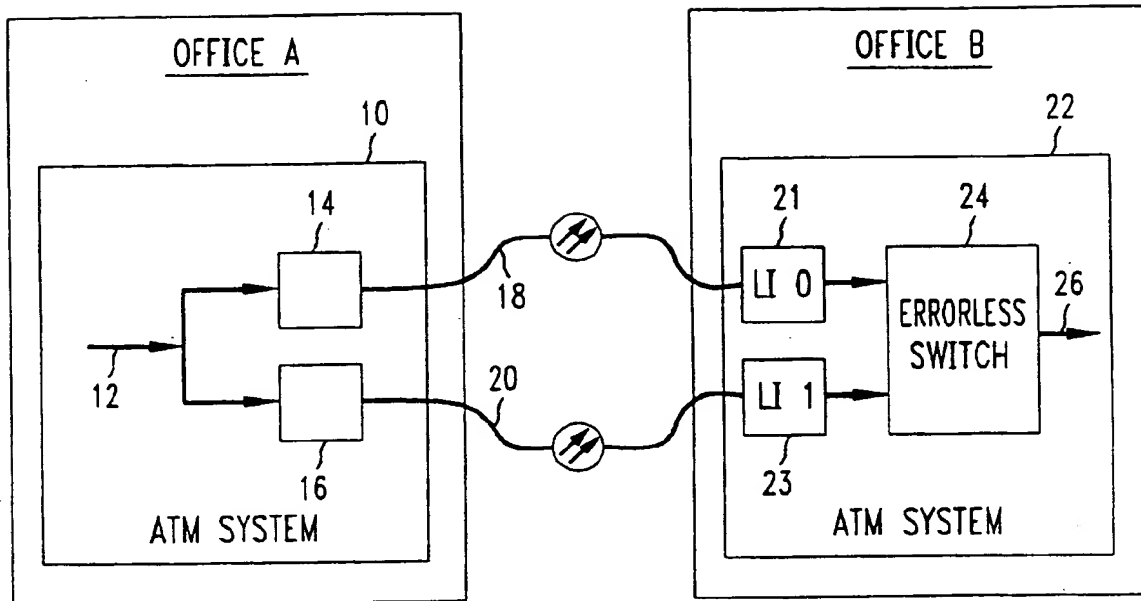 OFFICE A
OFFICE B
10
22
14
21
24
18
LI 0
26
ERRORLESS
SWITCH
12
20
LI 1
16
23
ATM SYSTEM
ATM SYSTEM